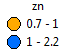 zn
0.7 - 1
1 - 2.2